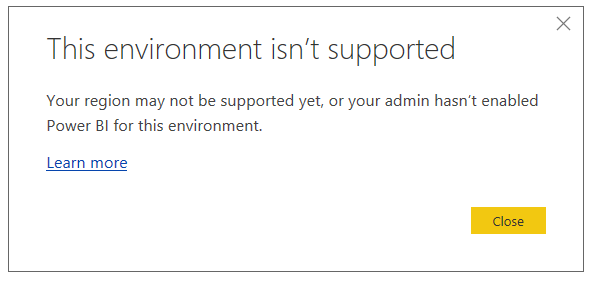 This environment isn’t supported
Your region may not be supported yet, or your admin hasn’t enabled
Power BI for this environment.
Learn more
Close